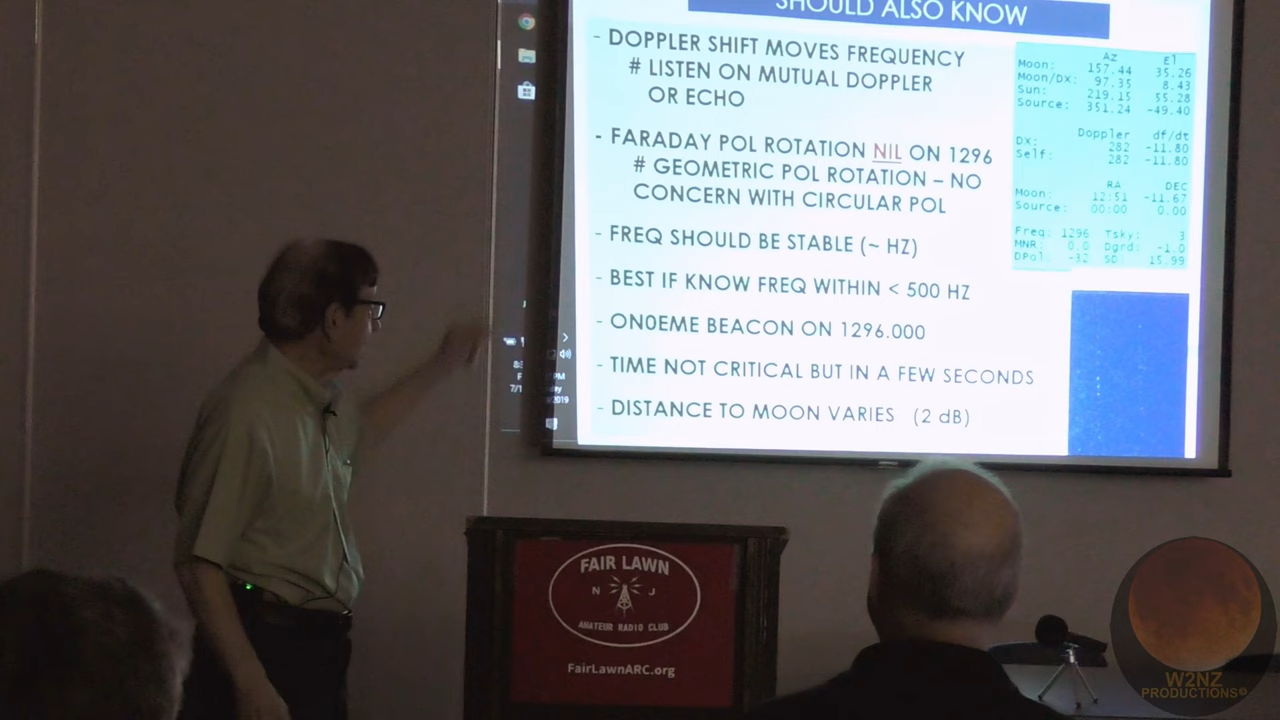 SHOULD ALSO KNOW
- DOPPLER SHIFT MOVES FREQUENCY
# LISTEN ON MUTUAL DOPPLER
OR ECHO
- FARADAY POL ROTATION NIL ON 1296
# GEOMETRIC POL ROTATION – NO
CONCERN WITH CIRCULAR POL
- FREQ SHOULD BE STABLE (~ HZ)
- BEST IF KNOW FREQ WITHIN < 500 HZ
- ON0EME BEACON ON 1296.000
- TIME NOT CRITICAL BUT IN A FEW SECONDS
- DISTANCE TO MOON VARIES (2 dB)
Az El
Moon: 157.44 35.26
Moon/DX: 97.35 8.43
Sun: 219.15 55.28
Source: 351.24 -49.40
Doppler df/dt
DX: 282 -11.80
Self: 282 -11.80
RA DEC
Moon: 12:51 -11.67
Source: 00:00 0.00
Freq: 1296 Tsky: 3
MNR: 0.0 Dgrd: -1.0
DPol: -32 SD: 15.99
FAIR LAWN
N J
AMATEUR RADIO CLUB
FairLawnARC.org
W2NZ
PRODUCTIONS©